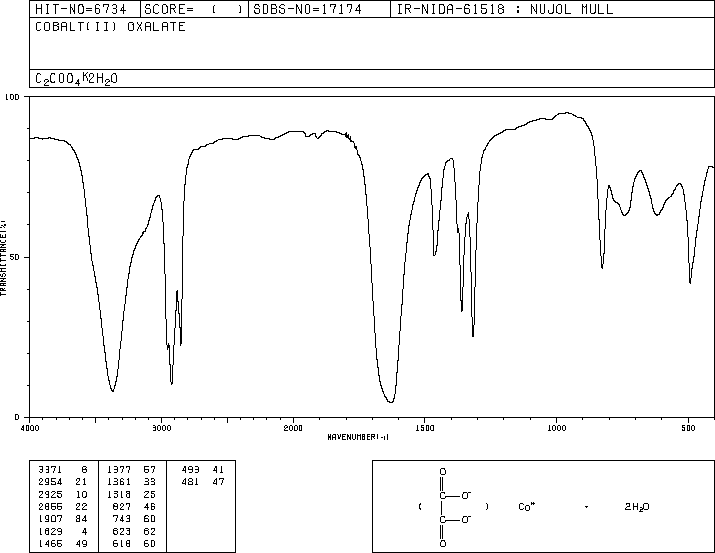 HIT-NO=6734 SCORE= ( ) SDBS-NO=17174 IR-NIDA-61518 : NUJOL MULL
COBALT(II) OXALATE
C2COO4K2H2O
100
50
0
TRANSMITTANCE(%)
4000 3000 2000 1500 1000 500
WAVENUMBER(-1)
3371 8 1377 57 493 41
2954 21 1361 33 481 47
2925 10 1318 25
2855 22 827 46
1907 84 743 60
1629 4 623 62
1465 49 618 60
O
( C—O- ) Co++ · 2H2O
C—O-
O